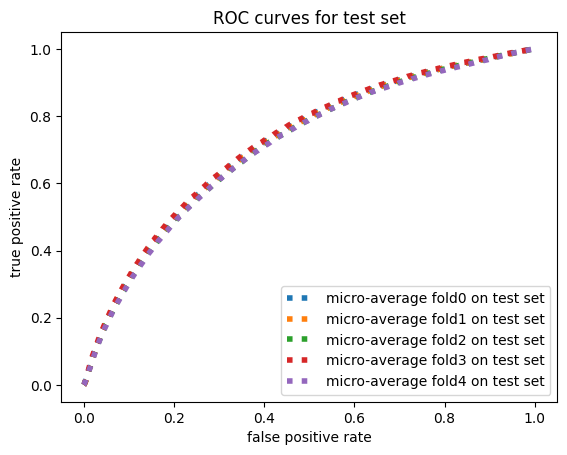 ROC curves for test set
1.0
0.8
0.6
0.4
0.2
0.0
true positive rate
micro-average fold0 on test set
micro-average fold1 on test set
micro-average fold2 on test set
micro-average fold3 on test set
micro-average fold4 on test set
0.0 0.2 0.4 0.6 0.8 1.0
false positive rate